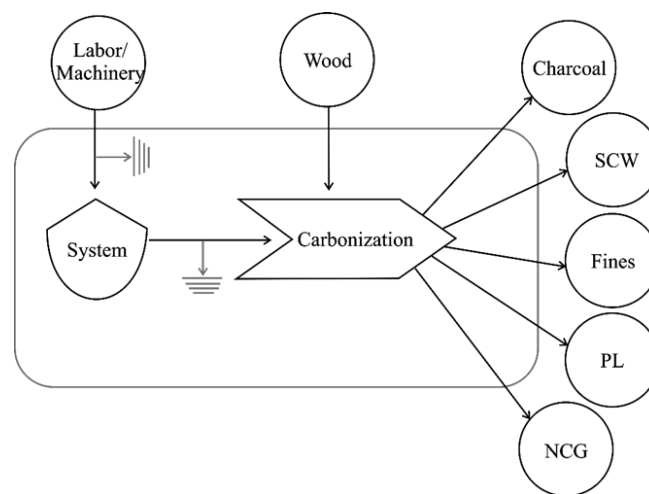 Labor/
Machinery
Wood
Charcoal
SCW
System
Carbonization
Fines
PL
NCG